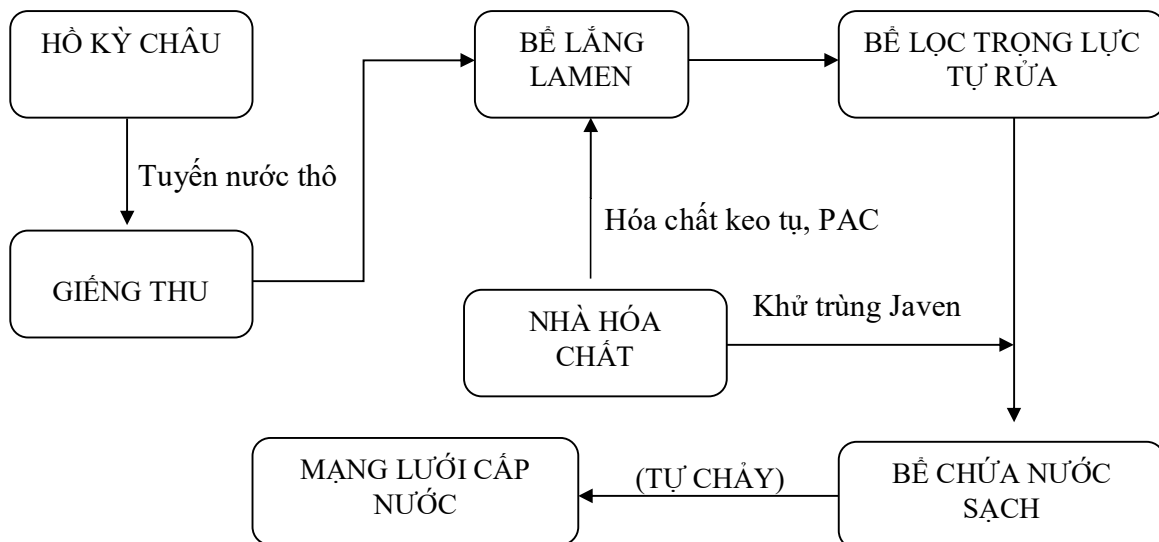 HỒ KỲ CHÂU
BỂ LẮNG
LAMEN
BỂ LỌC TRỌNG LỰC
TỰ RỬA
Tuyến nước thô
GIẾNG THU
Hóa chất keo tụ, PAC
NHÀ HÓA
CHẤT
Khử trùng Javen
MẠNG LƯỚI CẤP
NƯỚC
(TỰ CHẢY)
BỂ CHỨA NƯỚC
SẠCH